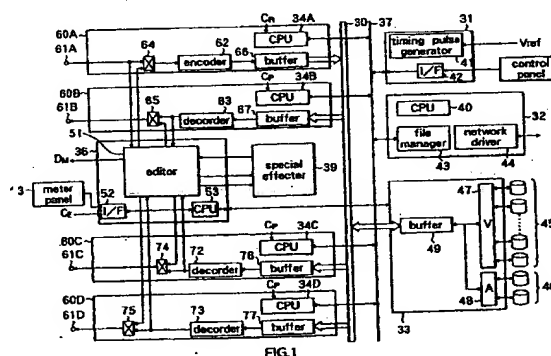 60A
61A
64
62
encoder
CR
34A
CPU
66
buffer
30
37
31
timing pulse
generator
41
Vref
I/F
42
control
panel
60B
61B
65
63
decorder
CP
34B
CPU
67
buffer
CPU
40
32
file
manager
43
network
driver
44
51
36
DM
editor
special
effecter
39
3
meter
panel
52
I/F
CE
53
CPU
47
V
45
buffer
49
A
48
46
33
60C
61C
74
72
decorder
CP
34C
CPU
76
buffer
60D
61D
75
73
decorder
CP
34D
CPU
77
buffer
FIG.1